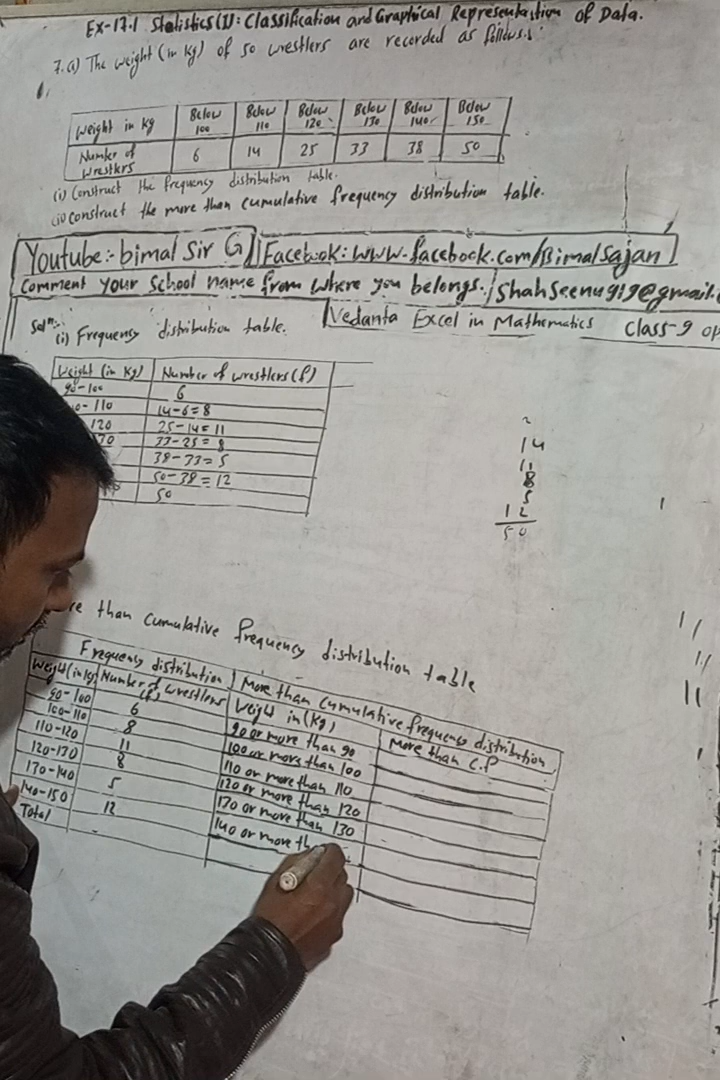 Ex-17.1 Statistics(I): Classification and Graphical Representation of Data.
7.a) The weight (in kg) of 50 wrestlers are recorded as follows:
Weight in kg | Below 100 | Below 110 | Below 120 | Below 130 | Below 140 | Below 150
Number of wrestlers | 6 | 14 | 25 | 33 | 38 | 50
(i) Construct the frequency distribution table.
(ii) Construct the more than cumulative frequency distribution table.
Youtube:- bimal Sir G Facebook: www.facebook.com/Bimalsajan
Comment your School name from where you belongs. shahseenu919@gmail.
Vedanta Excel in Mathematics Class-9 op
Solⁿ:
(i) Frequency distribution table.
Weight (in Kg) | Number of wrestlers (f)
90-100 | 6
110 | 14-6=8
120 | 25-14=11
33-25=8
38-33=5
50-38=12
50
14
11
8
5
12
50
than cumulative frequency distribution table
Frequency distribution | More than cumulative frequency distribution
Weight (in kg) | Number of wrestlers (f) | Weight in (Kg) | More than C.F
90-100 | 6 | 90 or more than 90
100-110 | 8 | 100 or more than 100
110-120 | 11 | 110 or more than 110
120-130 | 8 | 120 or more than 120
130-140 | 5 | 130 or more than 130
140-150 | 12 | 140 or more th
Total